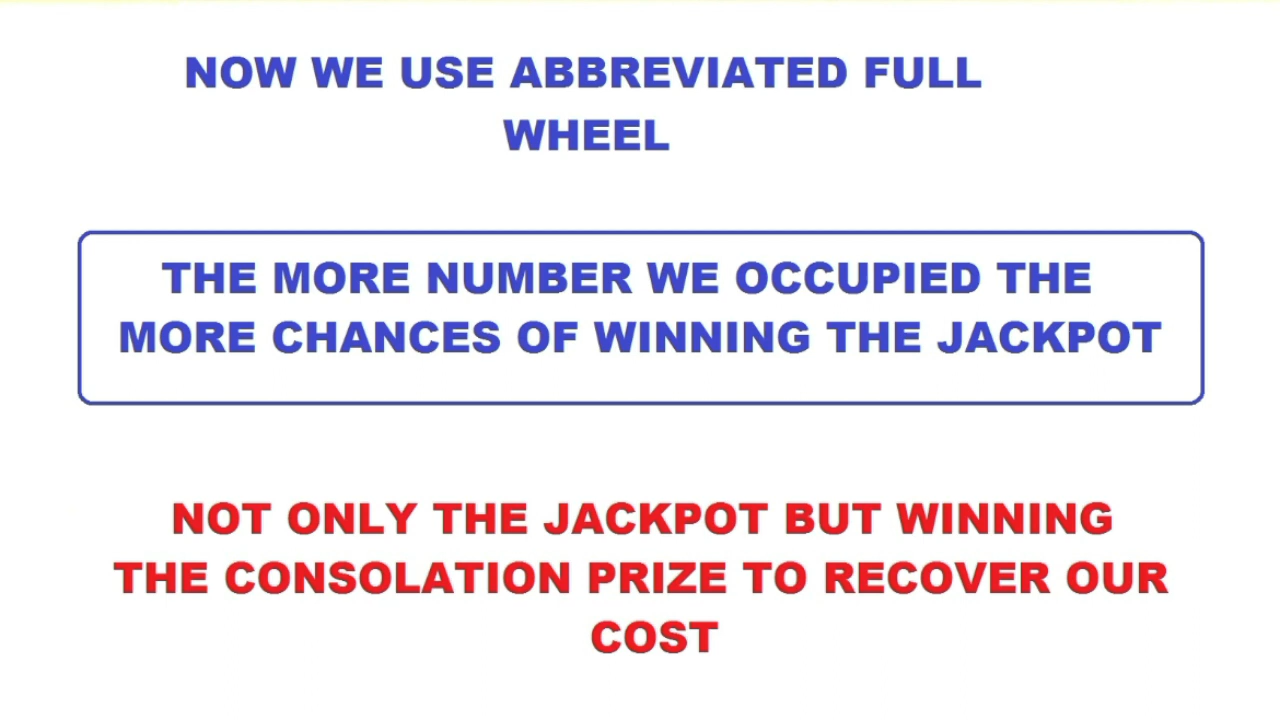 NOW WE USE ABBREVIATED FULL
WHEEL
THE MORE NUMBER WE OCCUPIED THE
MORE CHANCES OF WINNING THE JACKPOT
NOT ONLY THE JACKPOT BUT WINNING
THE CONSOLATION PRIZE TO RECOVER OUR
COST